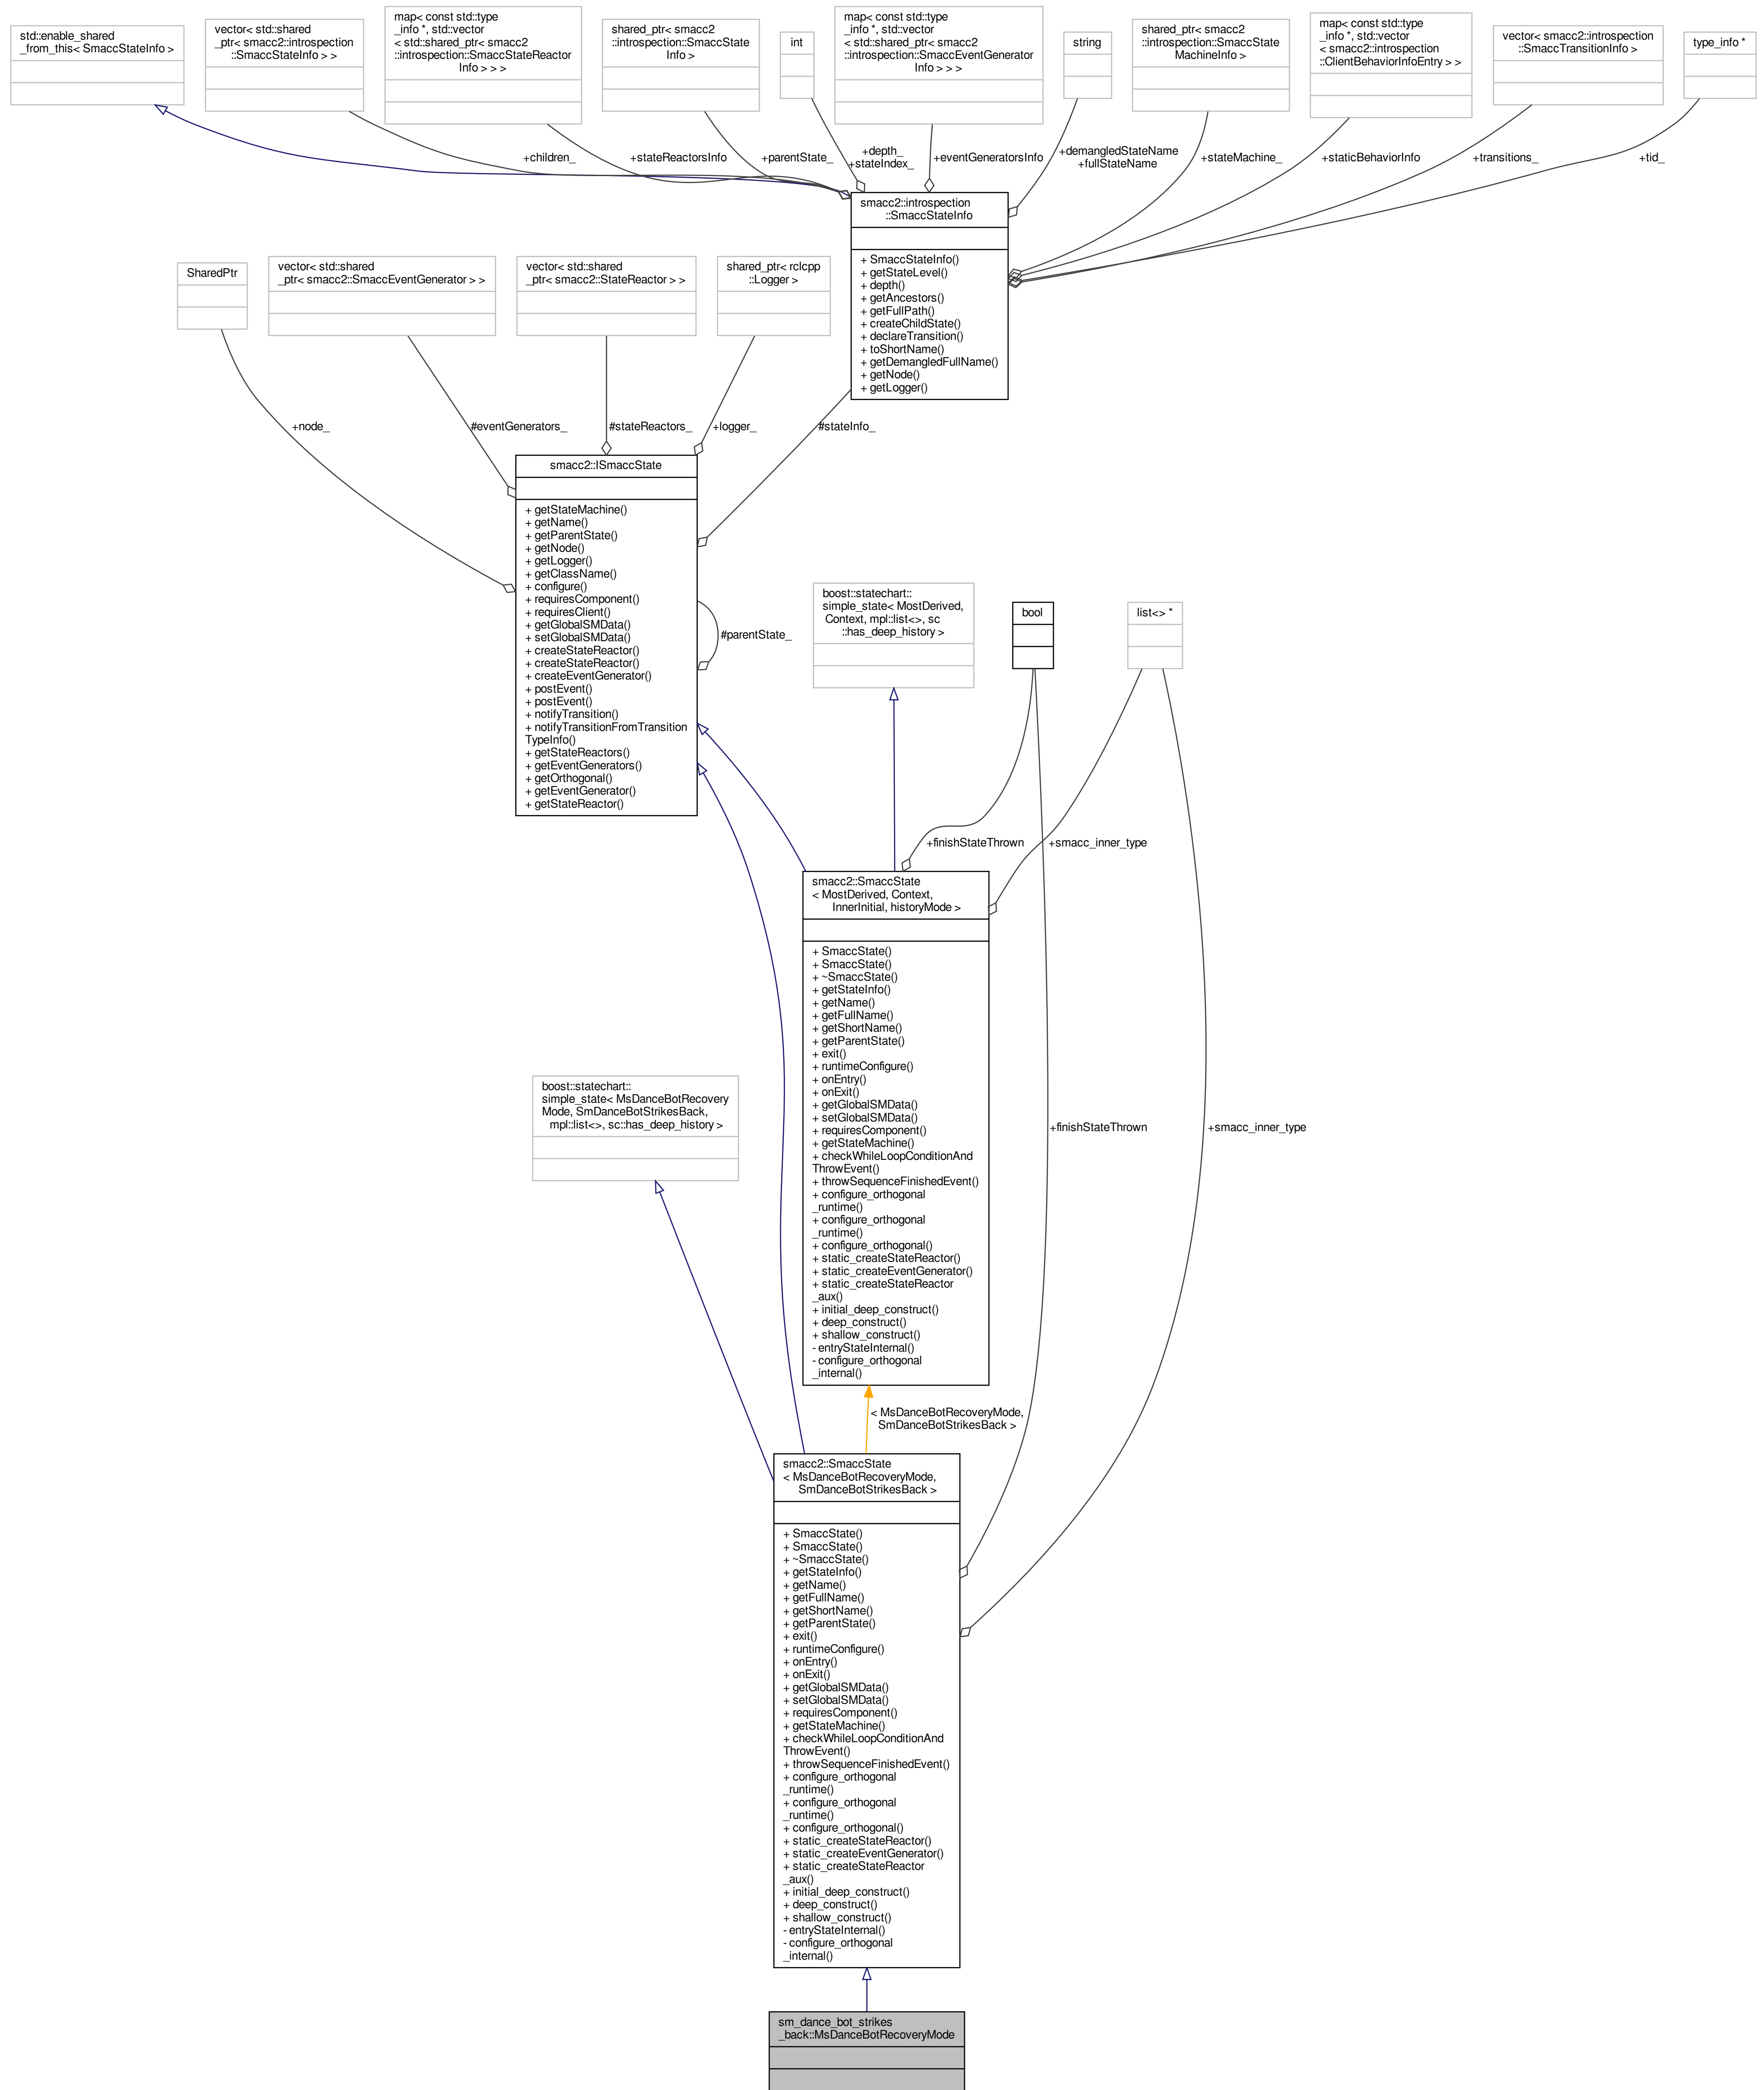 std::enable_shared
_from_this< SmaccStateInfo >
vector< std::shared
_ptr< smacc2::introspection
::SmaccStateInfo > >
map< const std::type
_info *, std::vector
< std::shared_ptr< smacc2
::introspection::SmaccStateReactor
Info > > >
shared_ptr< smacc2
::introspection::SmaccState
Info >
int
map< const std::type
_info *, std::vector
< std::shared_ptr< smacc2
::introspection::SmaccEventGenerator
Info > > >
string
shared_ptr< smacc2
::introspection::SmaccState
MachineInfo >
map< const std::type
_info *, std::vector
< smacc2::introspection
::ClientBehaviorInfoEntry > >
vector< smacc2::introspection
::SmaccTransitionInfo >
type_info *
+children_
+stateReactorsInfo
+parentState_
+depth_
+stateIndex_
+eventGeneratorsInfo
+demangledStateName
+fullStateName
+stateMachine_
+staticBehaviorInfo
+transitions_
+tid_
smacc2::introspection
::SmaccStateInfo
+ SmaccStateInfo()
+ getStateLevel()
+ depth()
+ getAncestors()
+ getFullPath()
+ createChildState()
+ declareTransition()
+ toShortName()
+ getDemangledFullName()
+ getNode()
+ getLogger()
SharedPtr
vector< std::shared
_ptr< smacc2::SmaccEventGenerator > >
vector< std::shared
_ptr< smacc2::StateReactor > >
shared_ptr< rclcpp
::Logger >
+node_
#eventGenerators_
#stateReactors_
+logger_
#stateInfo_
smacc2::ISmaccState
+ getStateMachine()
+ getName()
+ getParentState()
+ getNode()
+ getLogger()
+ getClassName()
+ configure()
+ requiresComponent()
+ requiresClient()
+ getGlobalSMData()
+ setGlobalSMData()
+ createStateReactor()
+ createStateReactor()
+ createEventGenerator()
+ postEvent()
+ postEvent()
+ notifyTransition()
+ notifyTransitionFromTransition
TypeInfo()
+ getStateReactors()
+ getEventGenerators()
+ getOrthogonal()
+ getEventGenerator()
+ getStateReactor()
#parentState_
boost::statechart::
simple_state< MostDerived,
Context, mpl::list<>, sc
::has_deep_history >
bool
list<> *
+finishStateThrown
+smacc_inner_type
smacc2::SmaccState
< MostDerived, Context,
InnerInitial, historyMode >
+ SmaccState()
+ SmaccState()
+ ~SmaccState()
+ getStateInfo()
+ getName()
+ getFullName()
+ getShortName()
+ getParentState()
+ exit()
+ runtimeConfigure()
+ onEntry()
+ onExit()
+ getGlobalSMData()
+ setGlobalSMData()
+ requiresComponent()
+ getStateMachine()
+ checkWhileLoopConditionAnd
ThrowEvent()
+ throwSequenceFinishedEvent()
+ configure_orthogonal
_runtime()
+ configure_orthogonal
_runtime()
+ configure_orthogonal()
+ static_createStateReactor()
+ static_createEventGenerator()
+ static_createStateReactor
_aux()
+ initial_deep_construct()
+ deep_construct()
+ shallow_construct()
- entryStateInternal()
- configure_orthogonal
_internal()
boost::statechart::
simple_state< MsDanceBotRecovery
Mode, SmDanceBotStrikesBack,
mpl::list<>, sc::has_deep_history >
+finishStateThrown
+smacc_inner_type
< MsDanceBotRecoveryMode,
SmDanceBotStrikesBack >
smacc2::SmaccState
< MsDanceBotRecoveryMode,
SmDanceBotStrikesBack >
+ SmaccState()
+ SmaccState()
+ ~SmaccState()
+ getStateInfo()
+ getName()
+ getFullName()
+ getShortName()
+ getParentState()
+ exit()
+ runtimeConfigure()
+ onEntry()
+ onExit()
+ getGlobalSMData()
+ setGlobalSMData()
+ requiresComponent()
+ getStateMachine()
+ checkWhileLoopConditionAnd
ThrowEvent()
+ throwSequenceFinishedEvent()
+ configure_orthogonal
_runtime()
+ configure_orthogonal
_runtime()
+ configure_orthogonal()
+ static_createStateReactor()
+ static_createEventGenerator()
+ static_createStateReactor
_aux()
+ initial_deep_construct()
+ deep_construct()
+ shallow_construct()
- entryStateInternal()
- configure_orthogonal
_internal()
sm_dance_bot_strikes
_back::MsDanceBotRecoveryMode